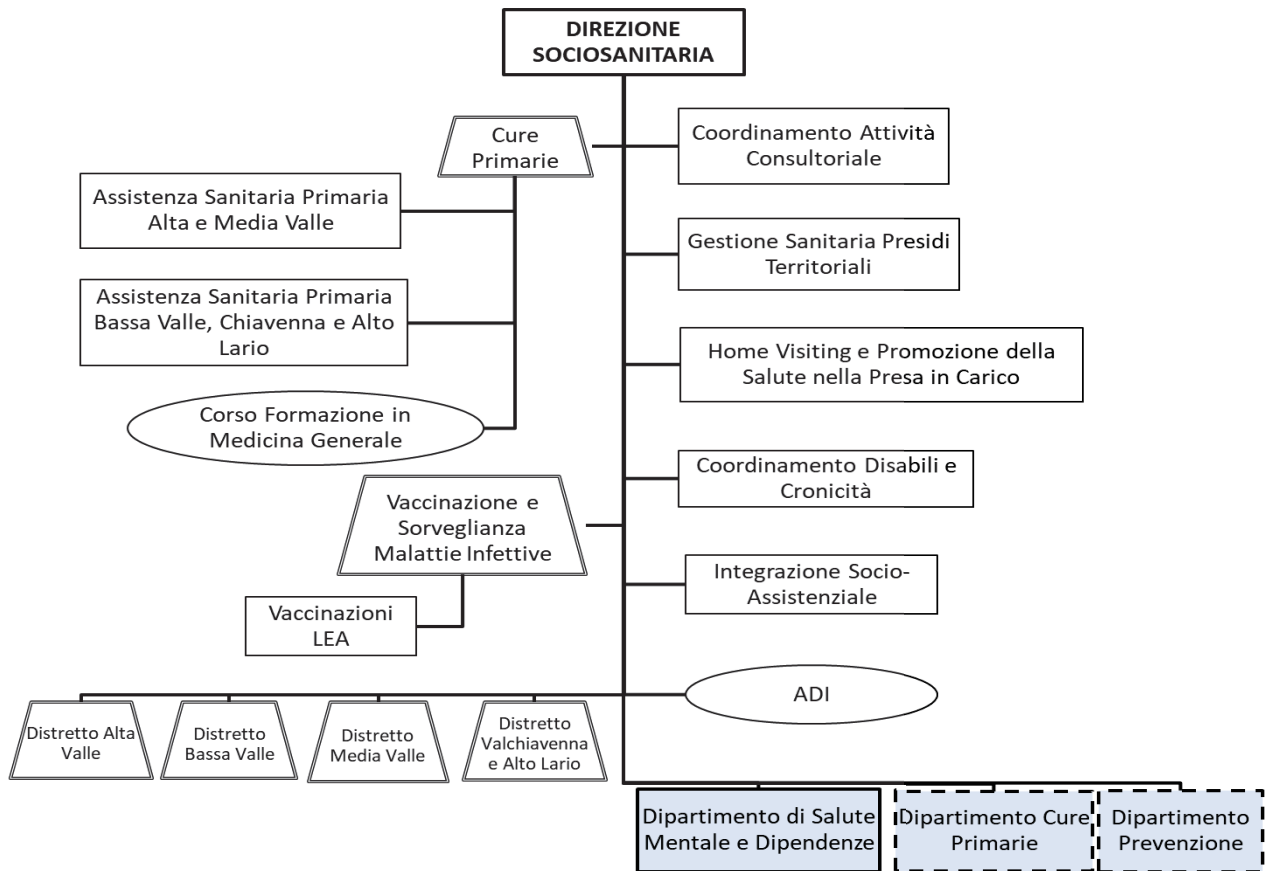 DIREZIONE
SOCIOSANITARIA
Cure
Primarie
Coordinamento Attività
Consultoriale
Assistenza Sanitaria Primaria
Alta e Media Valle
Gestione Sanitaria Presidi
Territoriali
Assistenza Sanitaria Primaria
Bassa Valle, Chiavenna e Alto
Lario
Home Visiting e Promozione della
Salute nella Presa in Carico
Corso Formazione in
Medicina Generale
Coordinamento Disabili e
Cronicità
Vaccinazione e
Sorveglianza
Malattie Infettive
Integrazione Socio-
Assistenziale
Vaccinazioni
LEA
ADI
Distretto Alta
Valle
Distretto
Bassa Valle
Distretto
Media Valle
Distretto
Valchiavenna
e Alto Lario
Dipartimento di Salute
Mentale e Dipendenze
Dipartimento Cure
Primarie
Dipartimento
Prevenzione